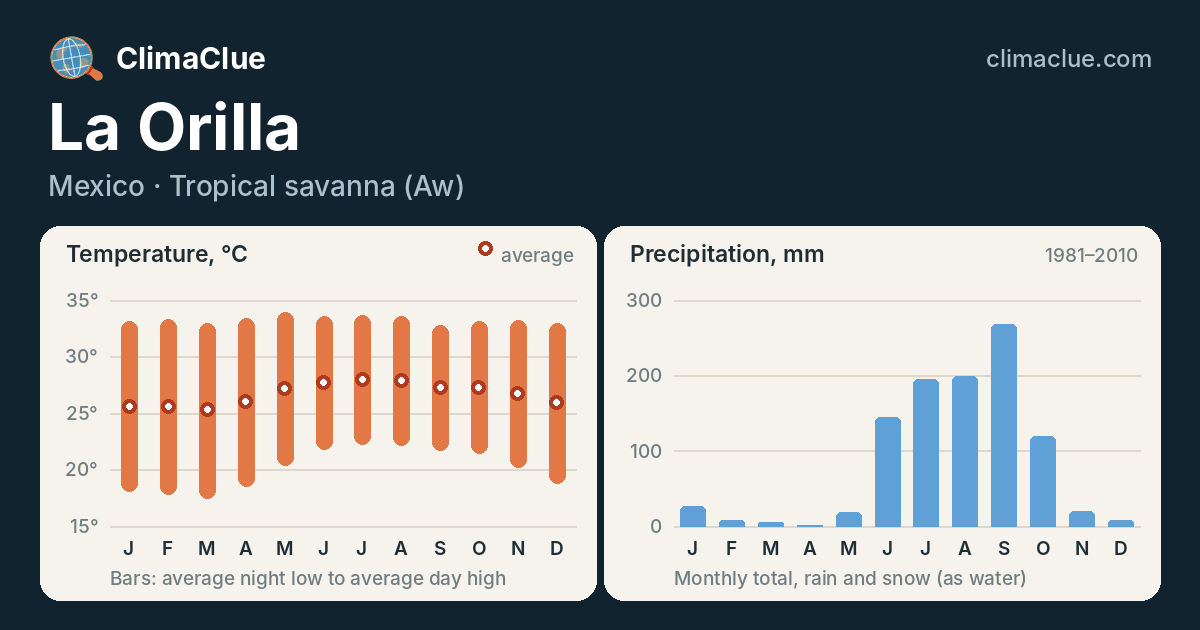 ClimaClue
climaclue.com
La Orilla
Mexico · Tropical savanna (Aw)
Temperature, °C
average
35°
30°
25°
20°
15°
J F M A M J J A S O N D
Bars: average night low to average day high
Precipitation, mm
1981–2010
300
200
100
0
J F M A M J J A S O N D
Monthly total, rain and snow (as water)